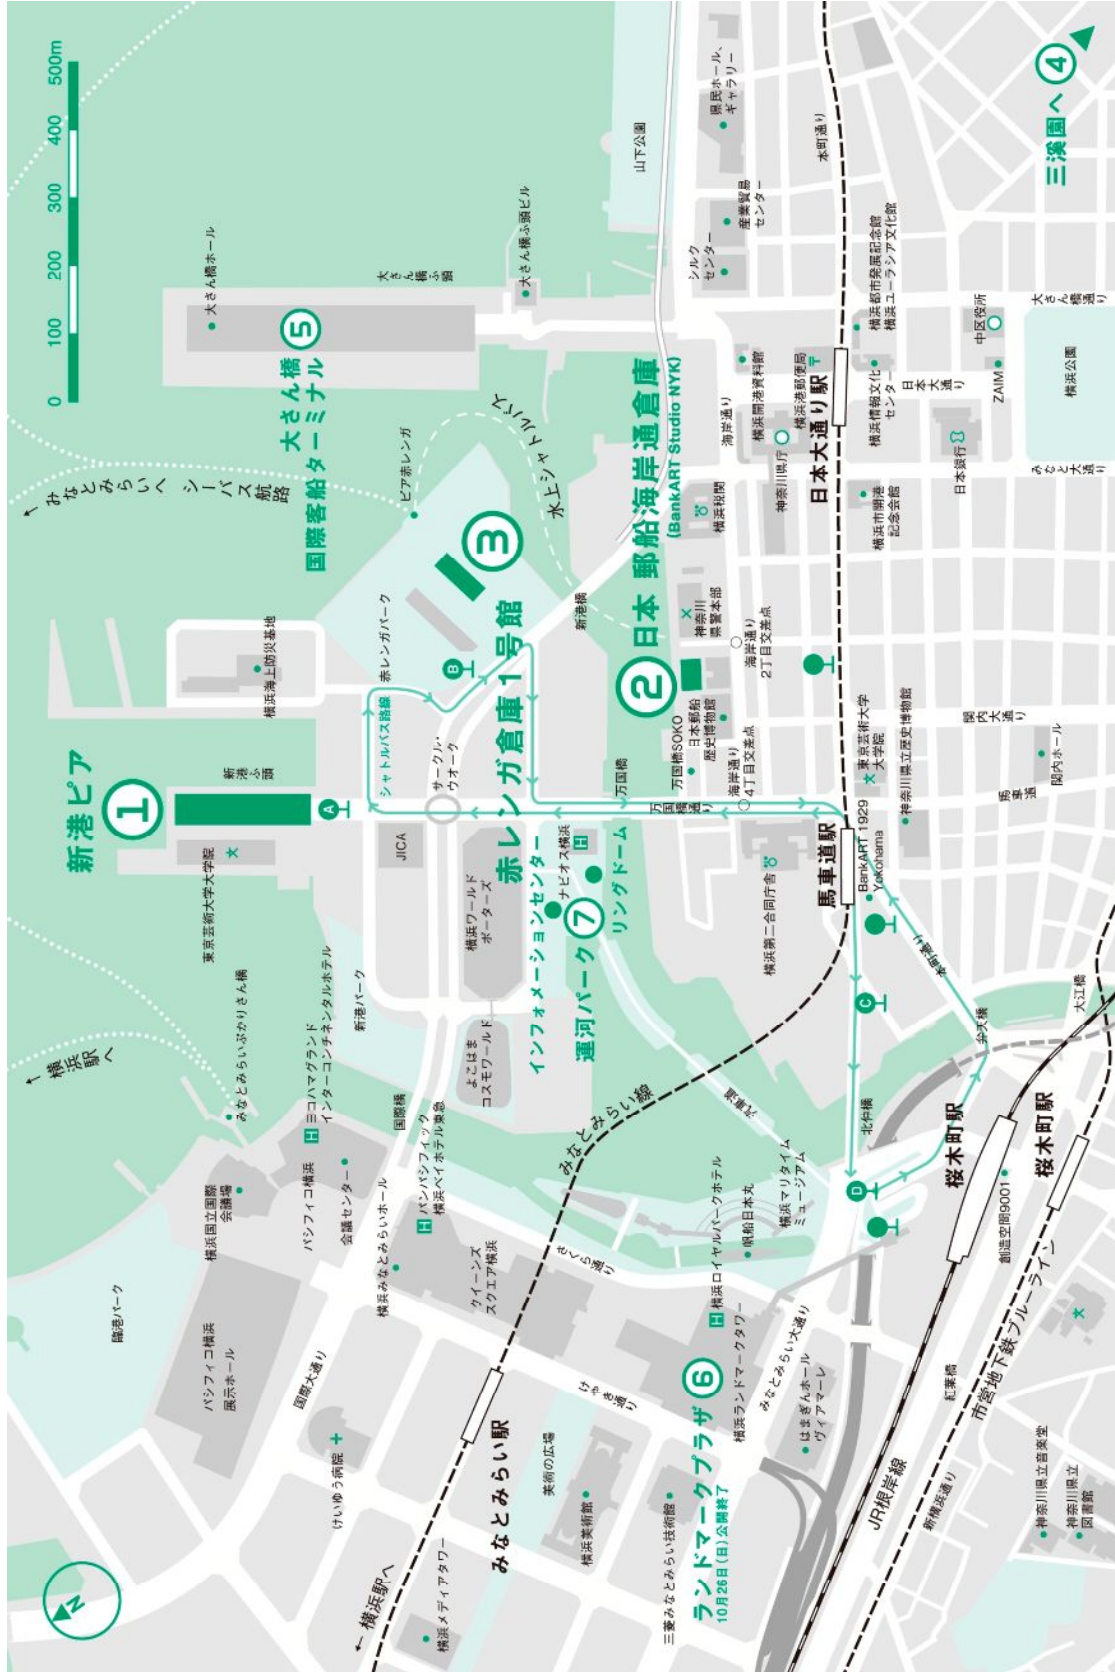 横浜駅へ
横浜メディアタワー
みなとみらい駅
美術の広場
横浜美術館
三菱みなとみらい技術館
ランドマークプラザ 6
10月26日(日)公開終了
けいゆう病院
国際大通り
けやき通り
臨港パーク
パシフィコ横浜
展示ホール
横浜国立国際
会議場
パシフィコ横浜
会議センター
横浜みなとみらいホール
クイーンズ
スクエア横浜
さくら通り
H パンパシフィック
横浜ベイホテル東急
H ヨコハマグランド
インターコンチネンタルホテル
国際橋
みなとみらいぷかりさん橋
横浜駅へ
新港パーク
よこはま
コスモワールド
みなとみらい線
汽車道
H 横浜ロイヤルパークホテル
横浜ランドマークタワー
帆船日本丸
横浜マリタイム
ミュージアム
みなとみらい大通り
はまぎんホール
ヴィアマーレ
JR根岸線
紅葉橋
市営地下鉄ブルーライン
新横浜通り
神奈川県立音楽堂
神奈川県立
図書館
創造空間9001
桜木町駅
桜木町駅
D
北仲橋
弁天橋
大江橋
C
本町通り
新港ピア
1
新港ふ頭
東京芸術大学大学院
A
シャトルバス路線
JICA
サークル・
ウオーク
横浜ワールド
ポーターズ
インフォメーションセンター
ナビオス横浜
H
運河パーク 7
リングドーム
万国橋
万国橋通り
万国橋SOKO
横浜第二合同庁舎
馬車道駅
BankART 1929
Yokohama
東京芸術大学
大学院
神奈川県立歴史博物館
馬車道
関内大通り
関内ホール
横浜海上防災基地
赤レンガパーク
B
赤レンガ倉庫1号館
3
新港橋
ピア赤レンガ
水上シャトルバス
みなとみらいへ シーバス航路
2
日本郵船海岸通倉庫
(BankART Studio NYK)
日本郵船
歴史博物館
神奈川
県警本部
海岸通り
4丁目交差点
海岸通り
2丁目交差点
横浜税関
海岸通り
神奈川県庁
横浜開港資料館
横浜港郵便局
日本大通り駅
横浜市開港
記念会館
横浜情報文化
センター
横浜都市発展記念館
横浜ユーラシア文化館
日本大通り
日本銀行
みなと大通り
ZAIM
中区役所
横浜公園
大さん橋通り
5
大さん橋
国際客船ターミナル
大さん橋ホール
大さん橋ふ頭
大さん橋ふ頭ビル
山下公園
シルク
センター
産業貿易
センター
県民ホール、
ギャラリー
本町通り
三溪園へ 4
0 100 200 300 400 500m
N